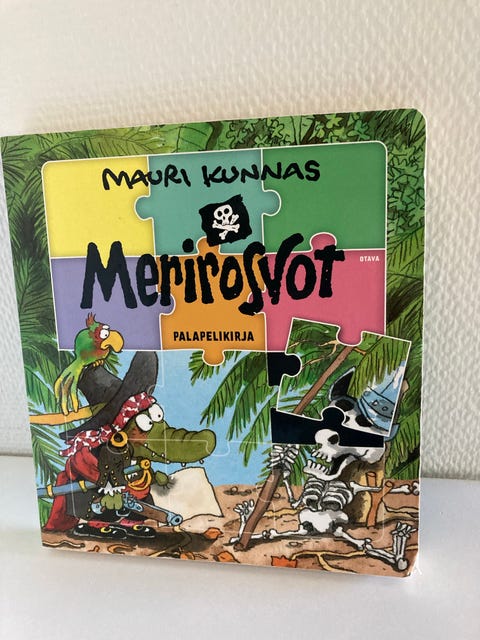 MAURI KUNNAS
Merirosvot
OTAVA
PALAPELIKIRJA